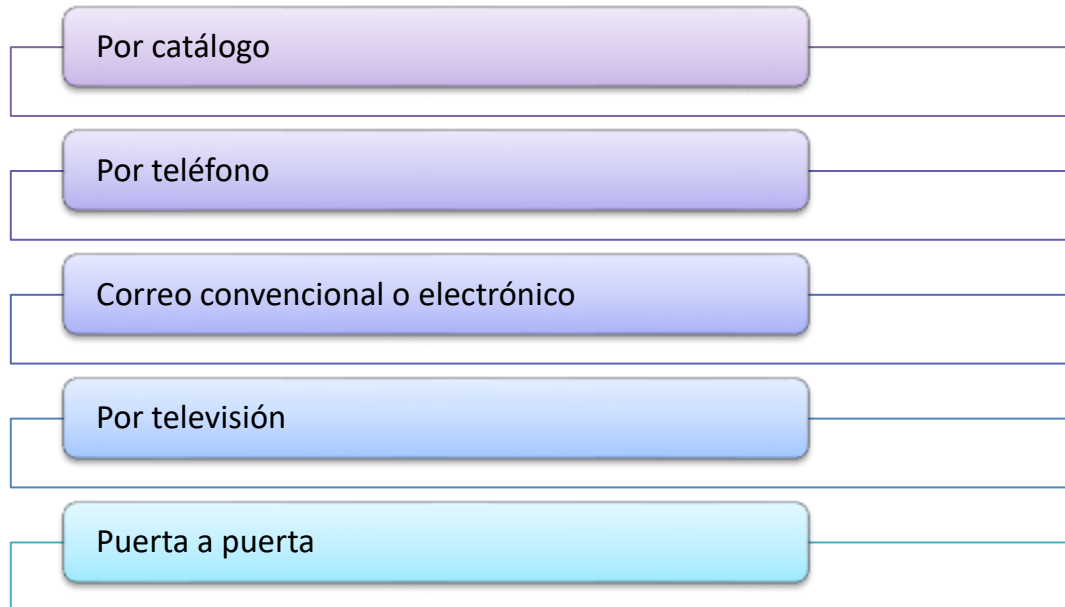 Por catálogo
Por teléfono
Correo convencional o electrónico
Por televisión
Puerta a puerta